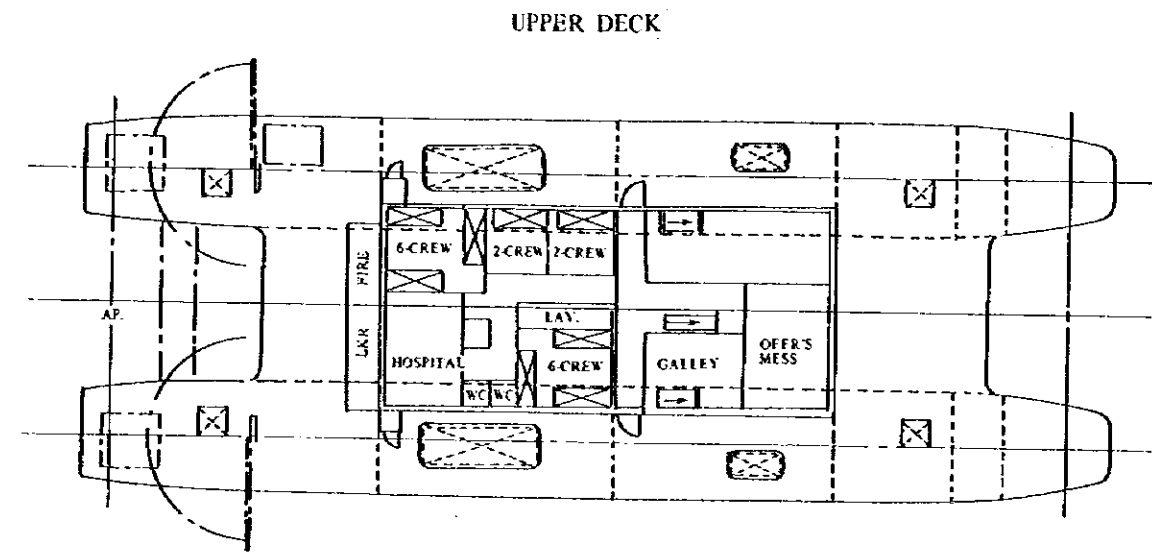 UPPER DECK
6-CREW
2-CREW
2-CREW
FIRE
LKR
A.P.
LAV.
HOSPITAL
6-CREW
GALLEY
OFFR'S
MESS
WC
WC